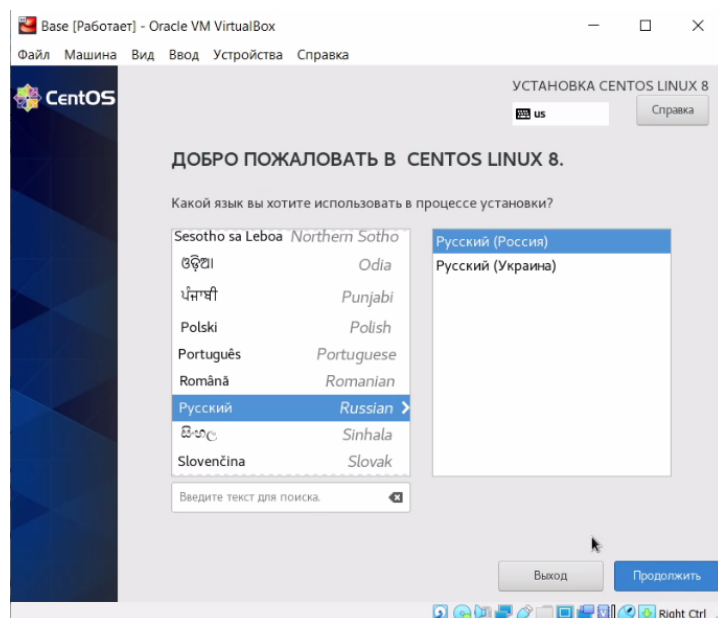 Base [Работает] - Oracle VM VirtualBox
Файл Машина Вид Ввод Устройства Справка
CentOS
УСТАНОВКА CENTOS LINUX 8
us
Справка
ДОБРО ПОЖАЛОВАТЬ В CENTOS LINUX 8.
Какой язык вы хотите использовать в процессе установки?
Sesotho sa Leboa Northern Sotho
ଓଡ଼ିଆ Odia
ਪੰਜਾਬੀ Punjabi
Polski Polish
Português Portuguese
Română Romanian
Русский Russian
සිංහල Sinhala
Slovenčina Slovak
Русский (Россия)
Русский (Украина)
Введите текст для поиска.
Выход
Продолжить
Right Ctrl